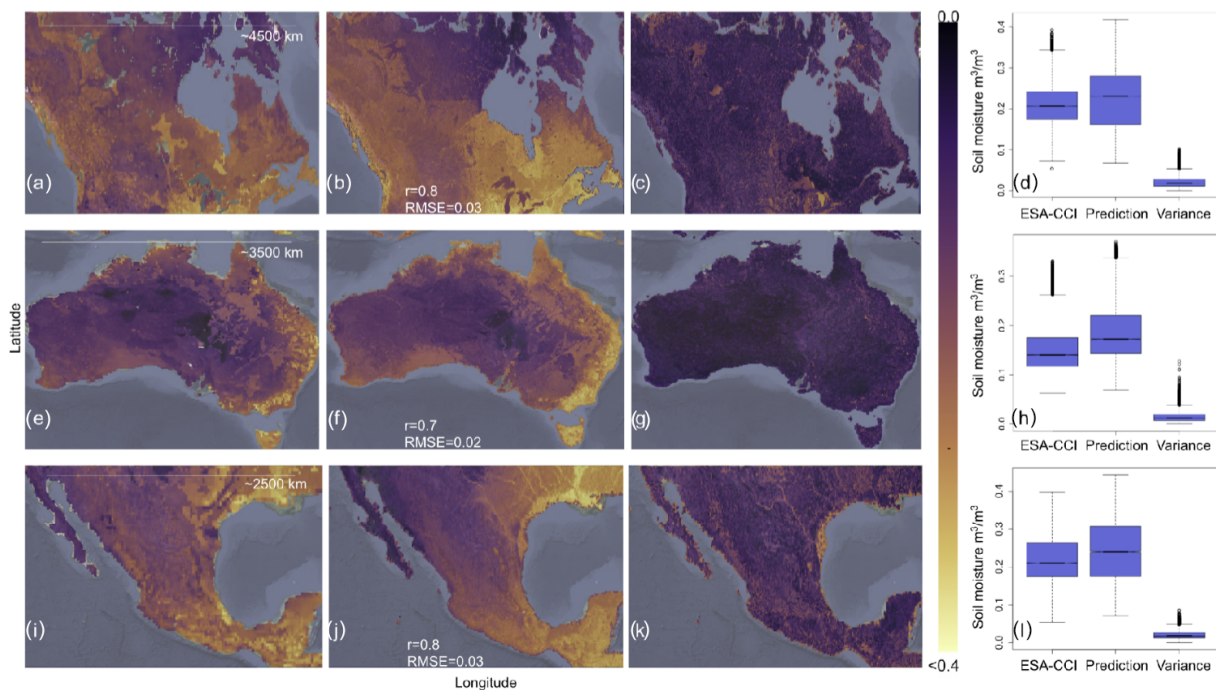 ~4500 km
(a)
(b)
r=0.8
RMSE=0.03
(c)
0.0
<0.4
Soil moisture m³/m³
0.4
0.3
0.2
0.1
0.0
(d)
ESA-CCI Prediction Variance
~3500 km
(e)
(f)
r=0.7
RMSE=0.02
(g)
Soil moisture m³/m³
0.3
0.2
0.1
0.0
(h)
ESA-CCI Prediction Variance
~2500 km
(i)
(j)
r=0.8
RMSE=0.03
(k)
Soil moisture m³/m³
0.4
0.3
0.2
0.1
0.0
(l)
ESA-CCI Prediction Variance
Latitude
Longitude